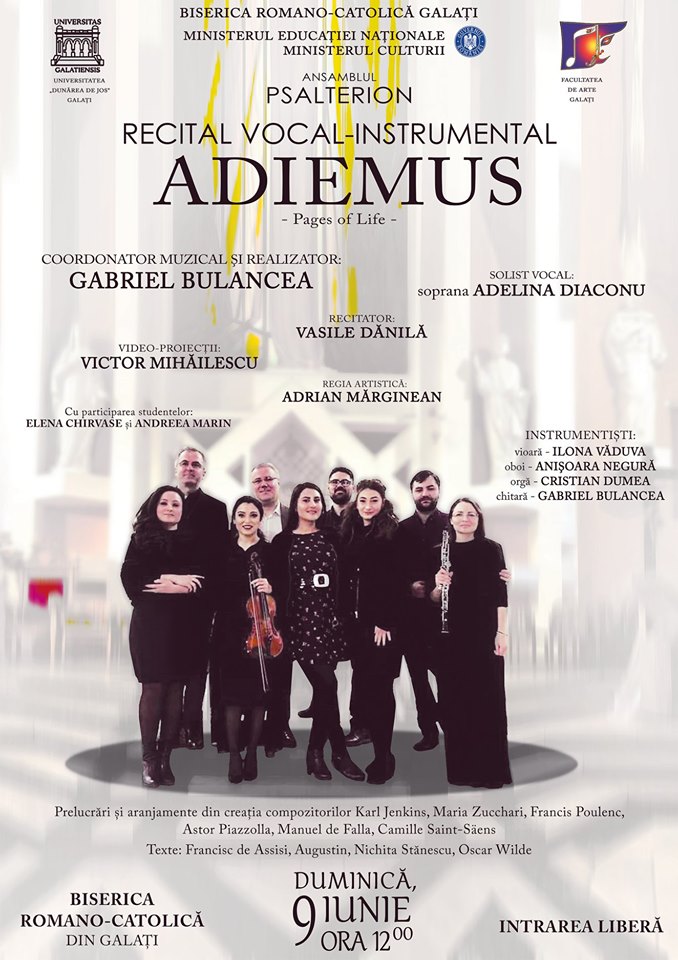 BISERICA ROMANO-CATOLICĂ GALAȚI
MINISTERUL EDUCAȚIEI NAȚIONALE
MINISTERUL CULTURII
UNIVERSITAS
GALATIENSIS
UNIVERSITATEA
„DUNĂREA DE JOS"
GALAȚI
FACULTATEA
DE ARTE
GALAȚI
ANSAMBLUL
PSALTERION
RECITAL VOCAL-INSTRUMENTAL
ADIEMUS
- Pages of Life -
COORDONATOR MUZICAL ȘI REALIZATOR:
GABRIEL BULANCEA
SOLIST VOCAL:
soprana ADELINA DIACONU
RECITATOR:
VASILE DĂNILĂ
VIDEO-PROIECȚII:
VICTOR MIHĂILESCU
REGIA ARTISTICĂ:
ADRIAN MĂRGINEAN
Cu participarea studentelor:
ELENA CHIRVASE și ANDREEA MARIN
INSTRUMENTIȘTI:
vioară - ILONA VĂDUVA
oboi - ANIȘOARA NEGURĂ
orgă - CRISTIAN DUMEA
chitară - GABRIEL BULANCEA
Prelucrări și aranjamente din creația compozitorilor Karl Jenkins, Maria Zucchari, Francis Poulenc,
Astor Piazzolla, Manuel de Falla, Camille Saint-Säens
Texte: Francisc de Assisi, Augustin, Nichita Stănescu, Oscar Wilde
BISERICA
ROMANO-CATOLICĂ
DIN GALAȚI
DUMINICĂ,
9 IUNIE
ORA 12⁰⁰
INTRAREA LIBERĂ